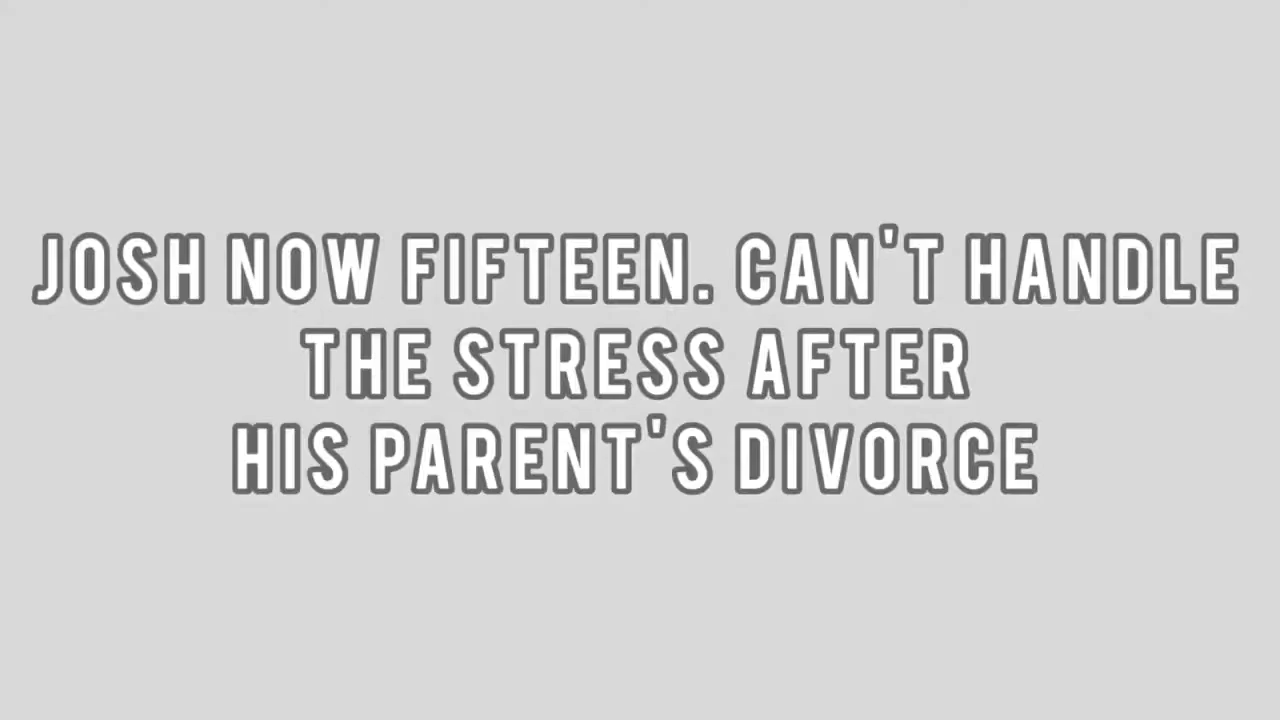 JOSH NOW FIFTEEN. CAN'T HANDLE
THE STRESS AFTER
HIS PARENT'S DIVORCE